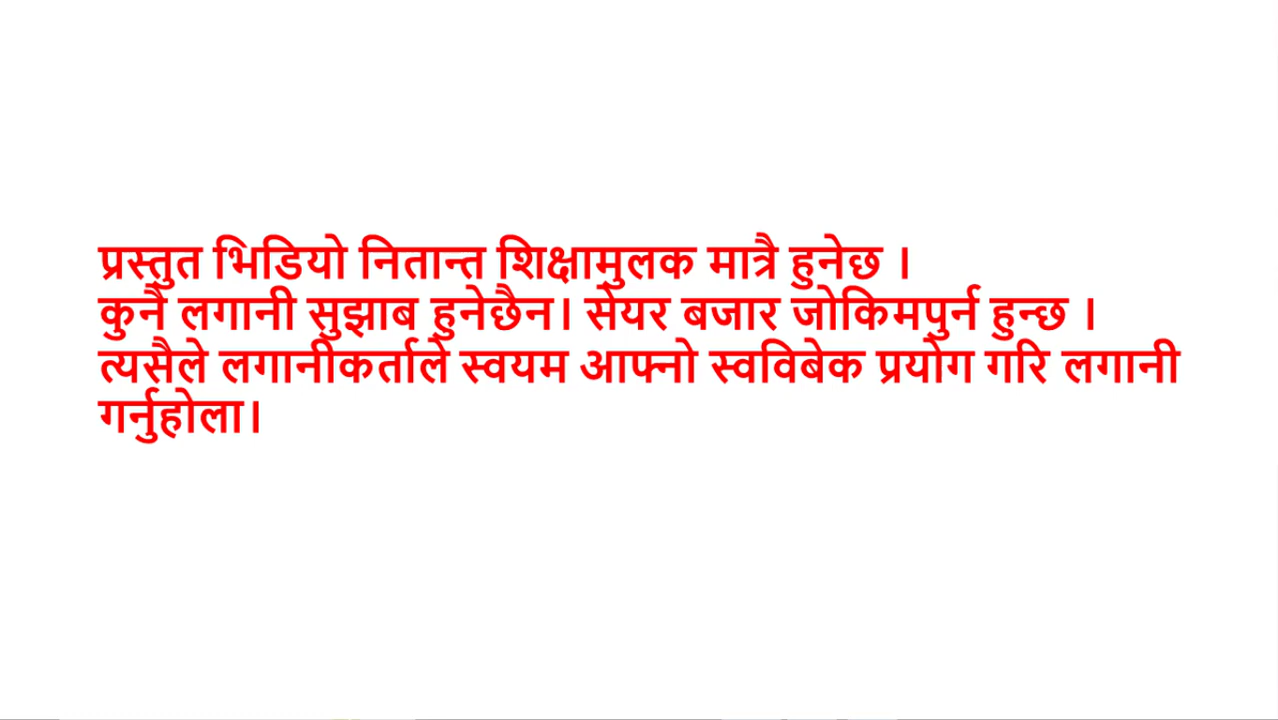 प्रस्तुत भिडियो नितान्त शिक्षामुलक मात्रै हुनेछ ।
कुनै लगानी सुझाब हुनेछैन। सेयर बजार जोकिमपुर्न हुन्छ ।
त्यसैले लगानीकर्ताले स्वयम आफ्नो स्वविबेक प्रयोग गरि लगानी
गर्नुहोला।